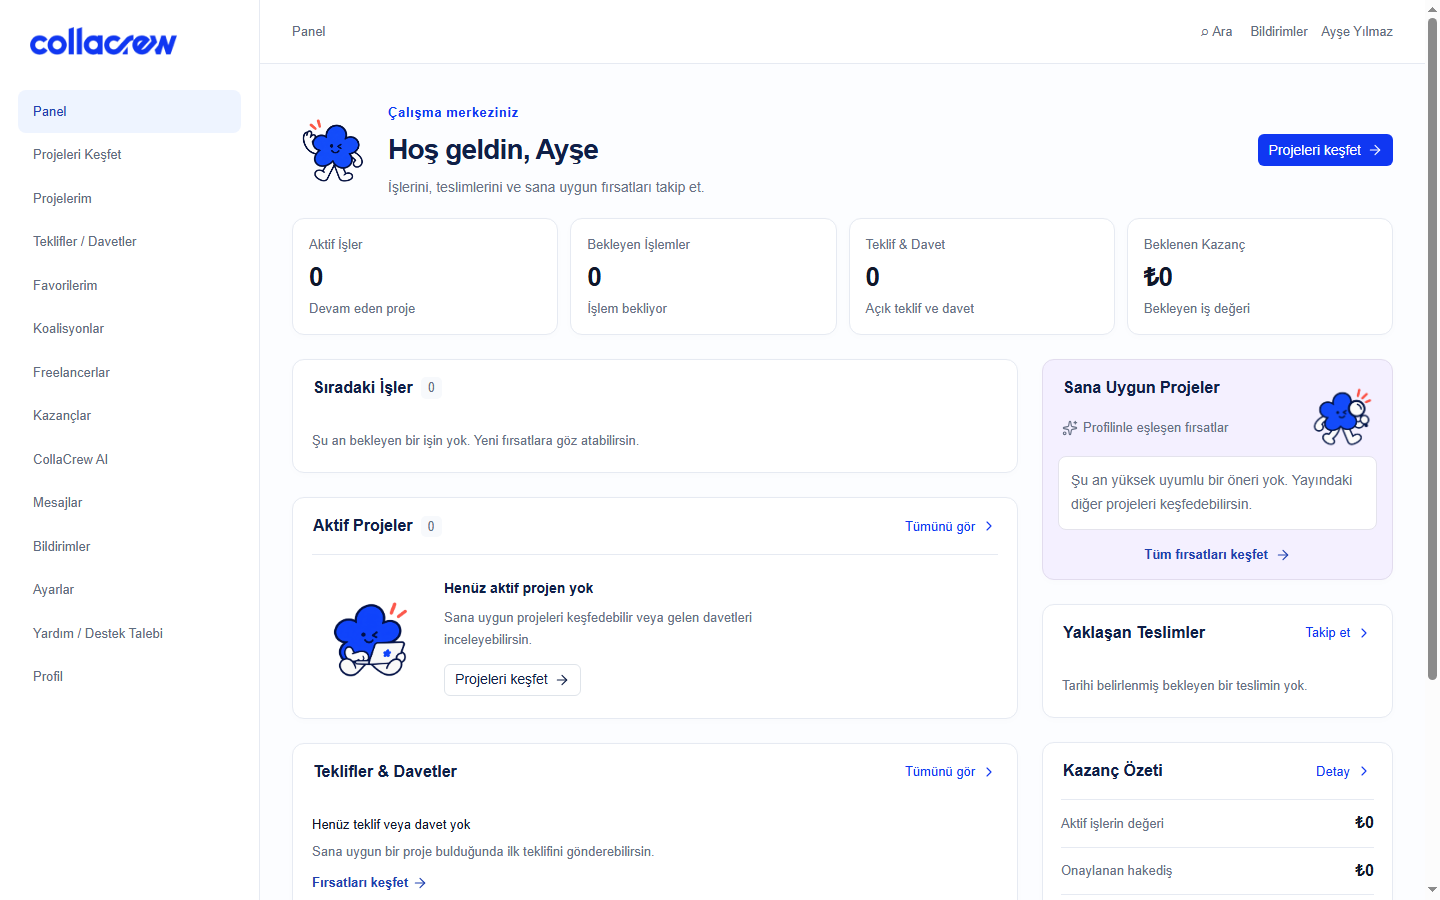 collacrew
Panel
Projeleri Keşfet
Projelerim
Teklifler / Davetler
Favorilerim
Koalisyonlar
Freelancerlar
Kazançlar
CollaCrew AI
Mesajlar
Bildirimler
Ayarlar
Yardım / Destek Talebi
Profil
Panel
Ara
Bildirimler
Ayşe Yılmaz
Çalışma merkeziniz
Hoş geldin, Ayşe
İşlerini, teslimlerini ve sana uygun fırsatları takip et.
Projeleri keşfet →
Aktif İşler
0
Devam eden proje
Bekleyen İşlemler
0
İşlem bekliyor
Teklif & Davet
0
Açık teklif ve davet
Beklenen Kazanç
₺0
Bekleyen iş değeri
Sıradaki İşler 0
Şu an bekleyen bir işin yok. Yeni fırsatlara göz atabilirsin.
Aktif Projeler 0
Tümünü gör >
Henüz aktif projen yok
Sana uygun projeleri keşfedebilir veya gelen davetleri
inceleyebilirsin.
Projeleri keşfet →
Teklifler & Davetler
Tümünü gör >
Henüz teklif veya davet yok
Sana uygun bir proje bulduğunda ilk teklifini gönderebilirsin.
Fırsatları keşfet →
Sana Uygun Projeler
Profilinle eşleşen fırsatlar
Şu an yüksek uyumlu bir öneri yok. Yayındaki
diğer projeleri keşfedebilirsin.
Tüm fırsatları keşfet →
Yaklaşan Teslimler
Takip et >
Tarihi belirlenmiş bekleyen bir teslimin yok.
Kazanç Özeti
Detay >
Aktif işlerin değeri ₺0
Onaylanan hakediş ₺0